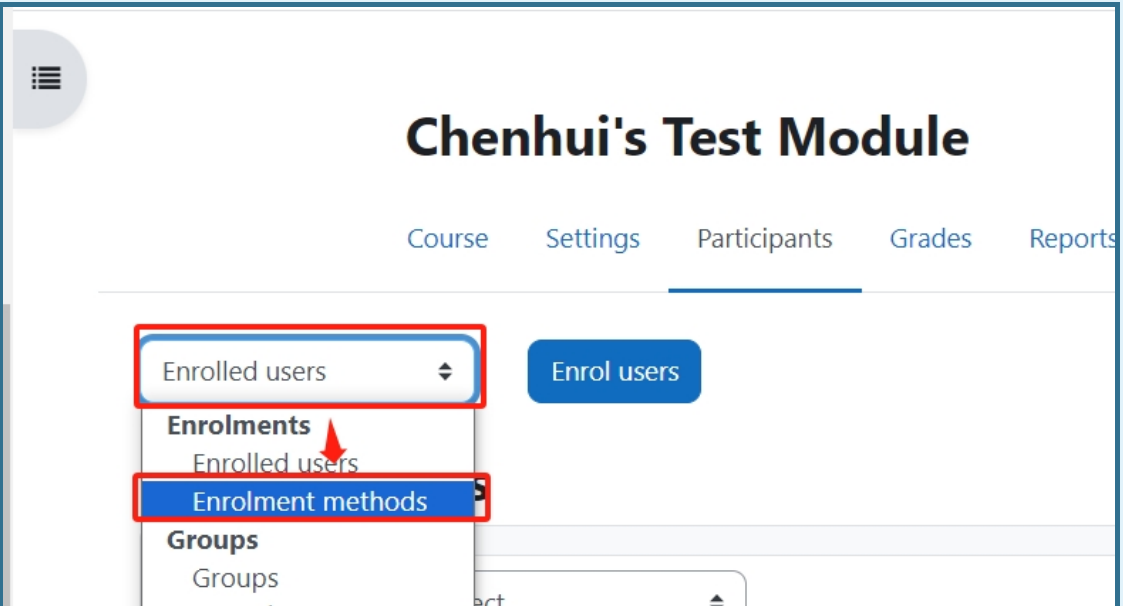 Chenhui's Test Module
Course Settings Participants Grades Reports
Enrolled users Enrol users
Enrolments
Enrolled users
Enrolment methods
Groups
Groups